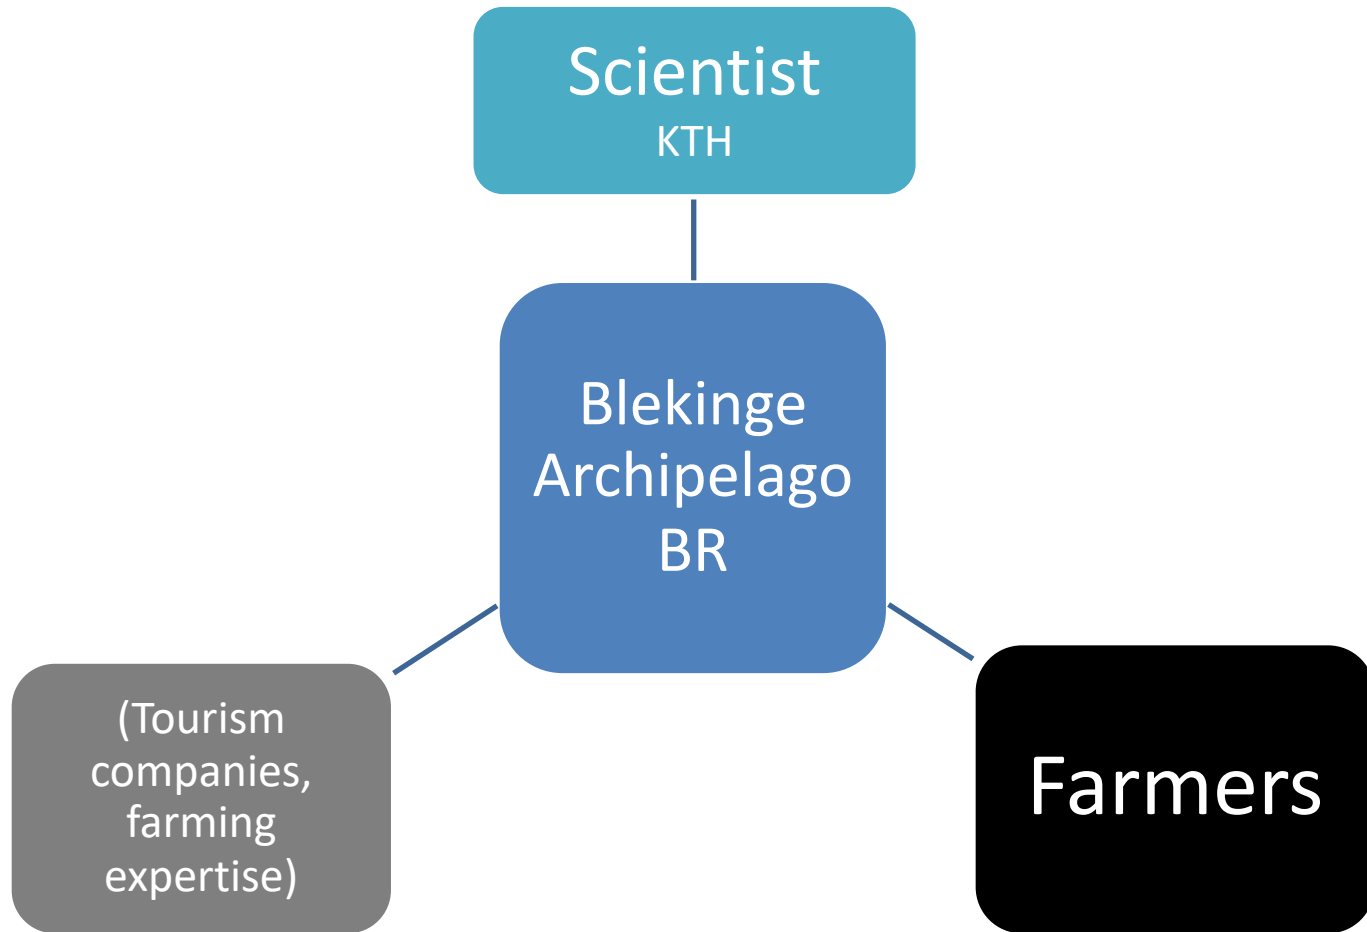 Scientist
KTH
Blekinge
Archipelago
BR
(Tourism
companies,
farming
expertise)
Farmers